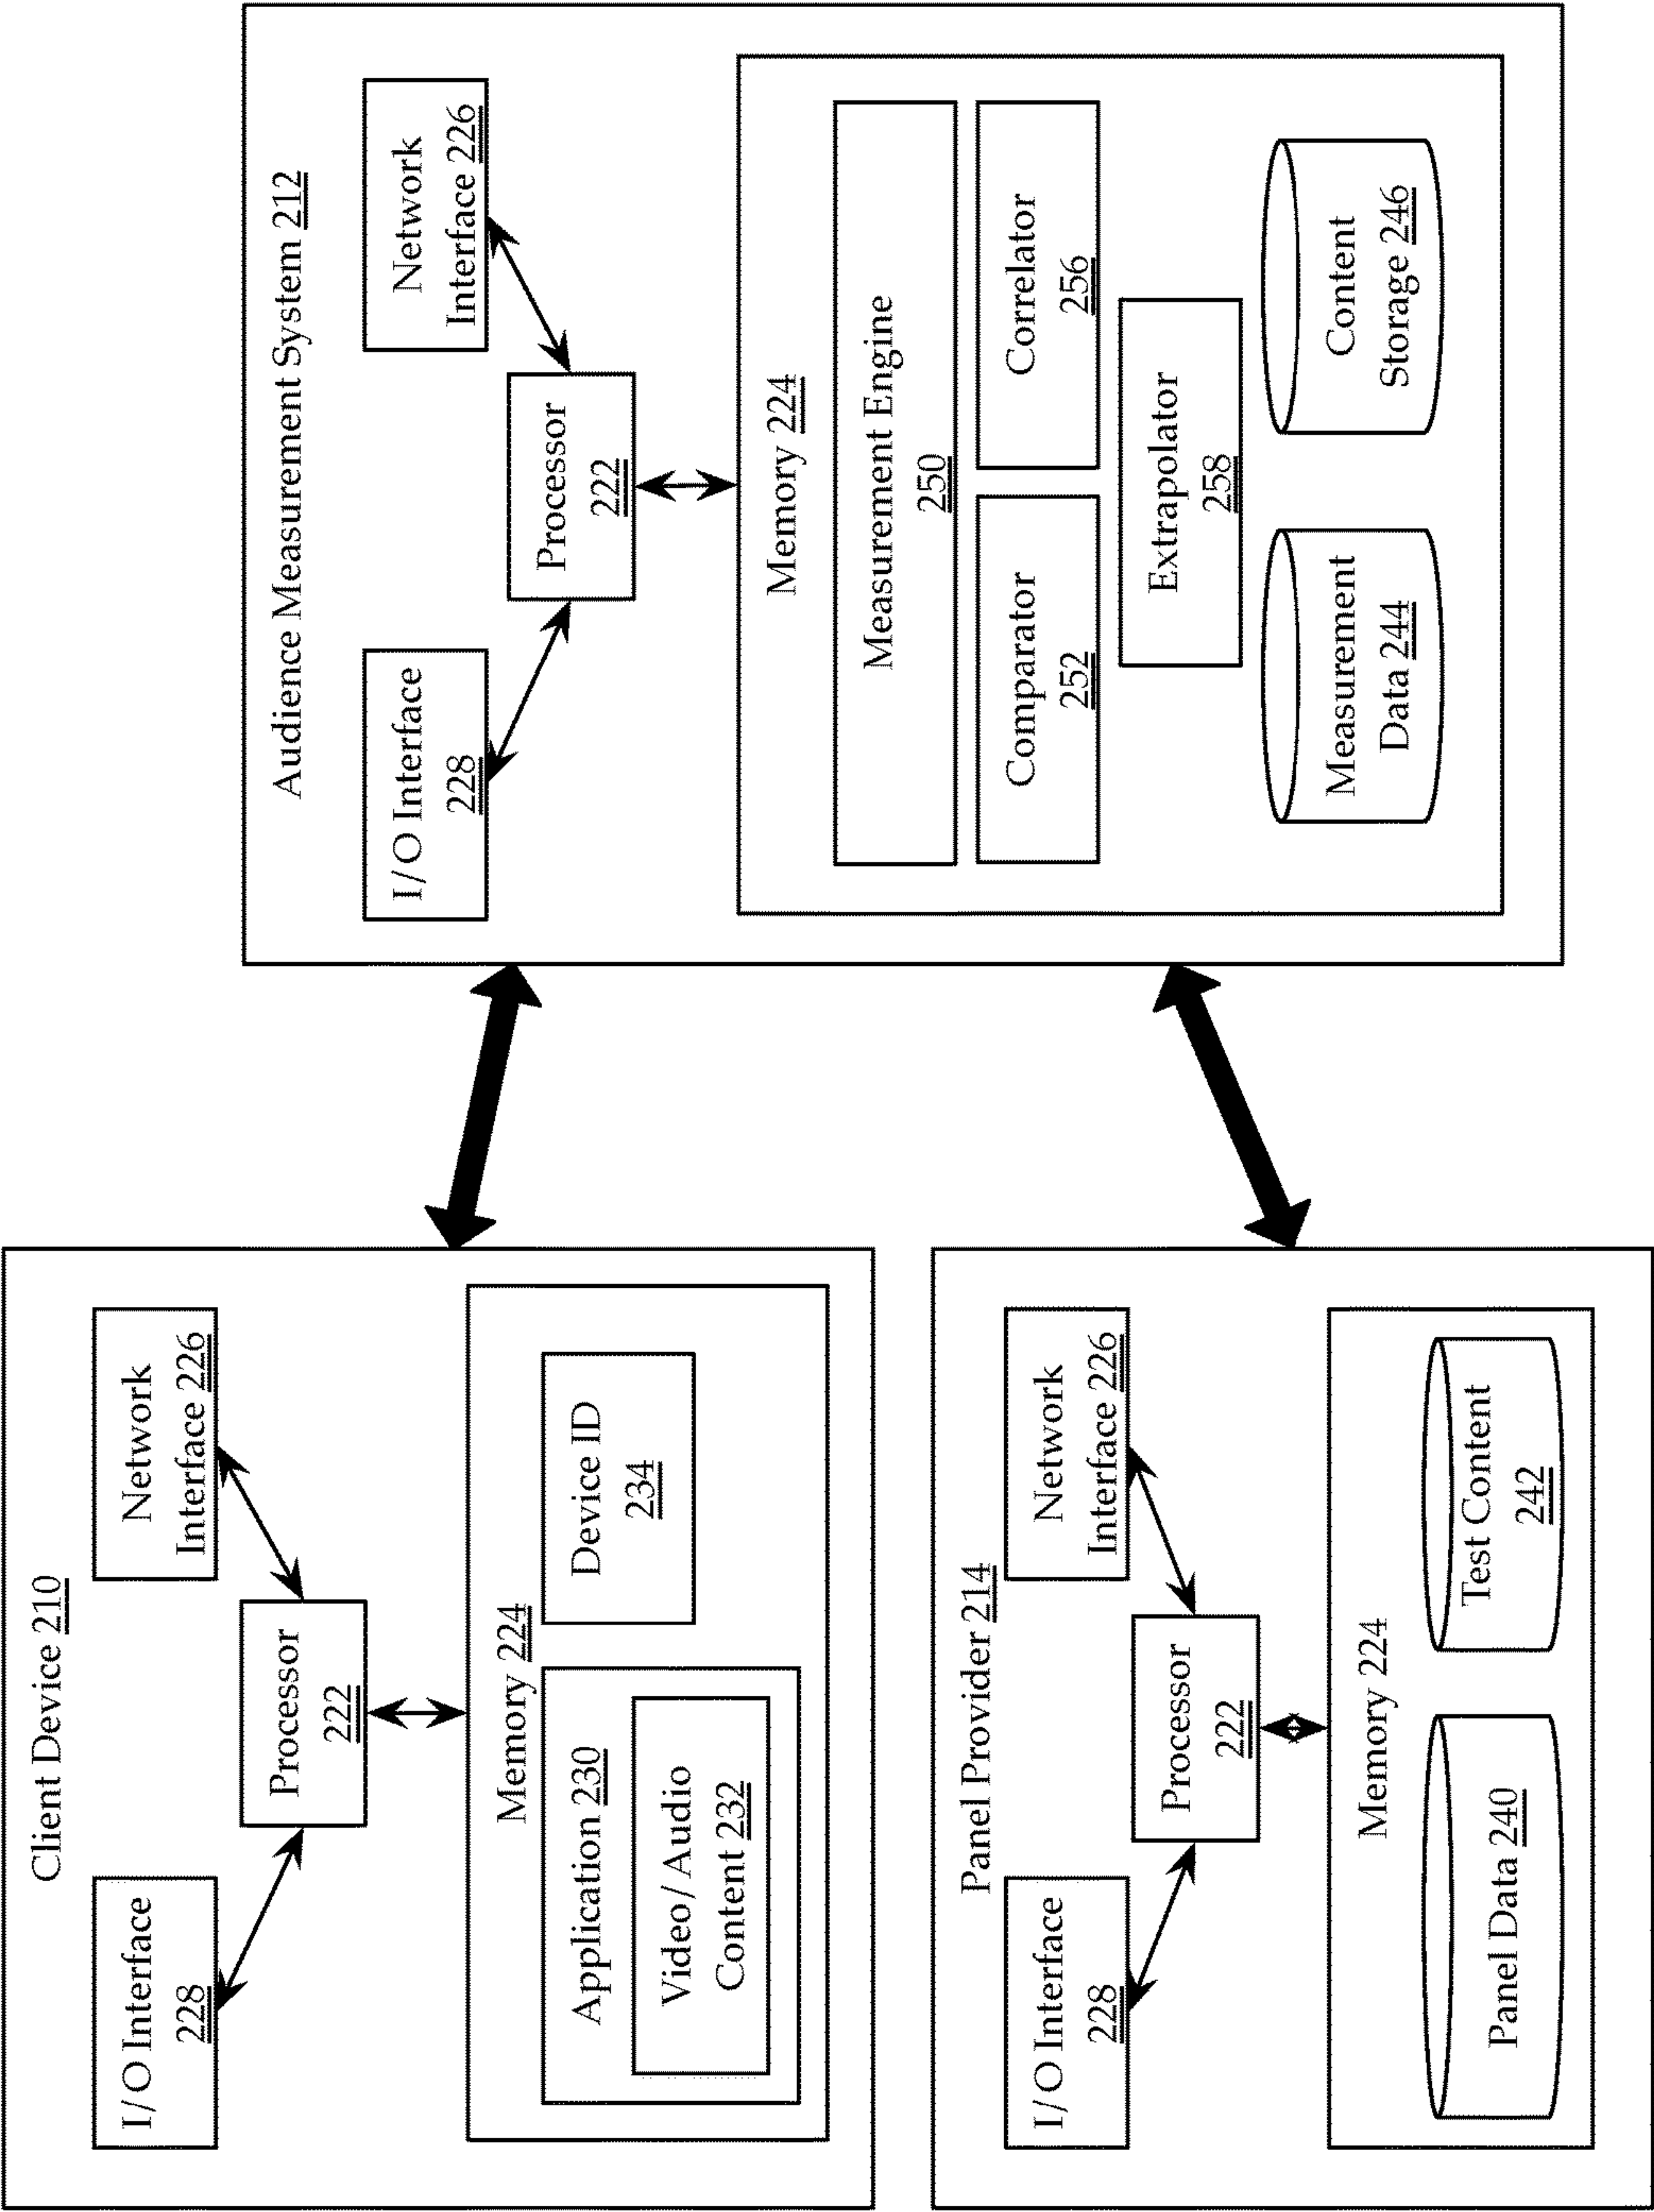 Client Device 210
I/O Interface
228
Network
Interface 226
Processor
222
Memory 224
Application 230
Video/Audio
Content 232
Device ID
234
Panel Provider 214
I/O Interface
228
Network
Interface 226
Processor
222
Memory 224
Panel Data 240
Test Content
242
Audience Measurement System 212
I/O Interface
228
Network
Interface 226
Processor
222
Memory 224
Measurement Engine
250
Comparator
252
Correlator
256
Extrapolator
258
Measurement
Data 244
Content
Storage 246